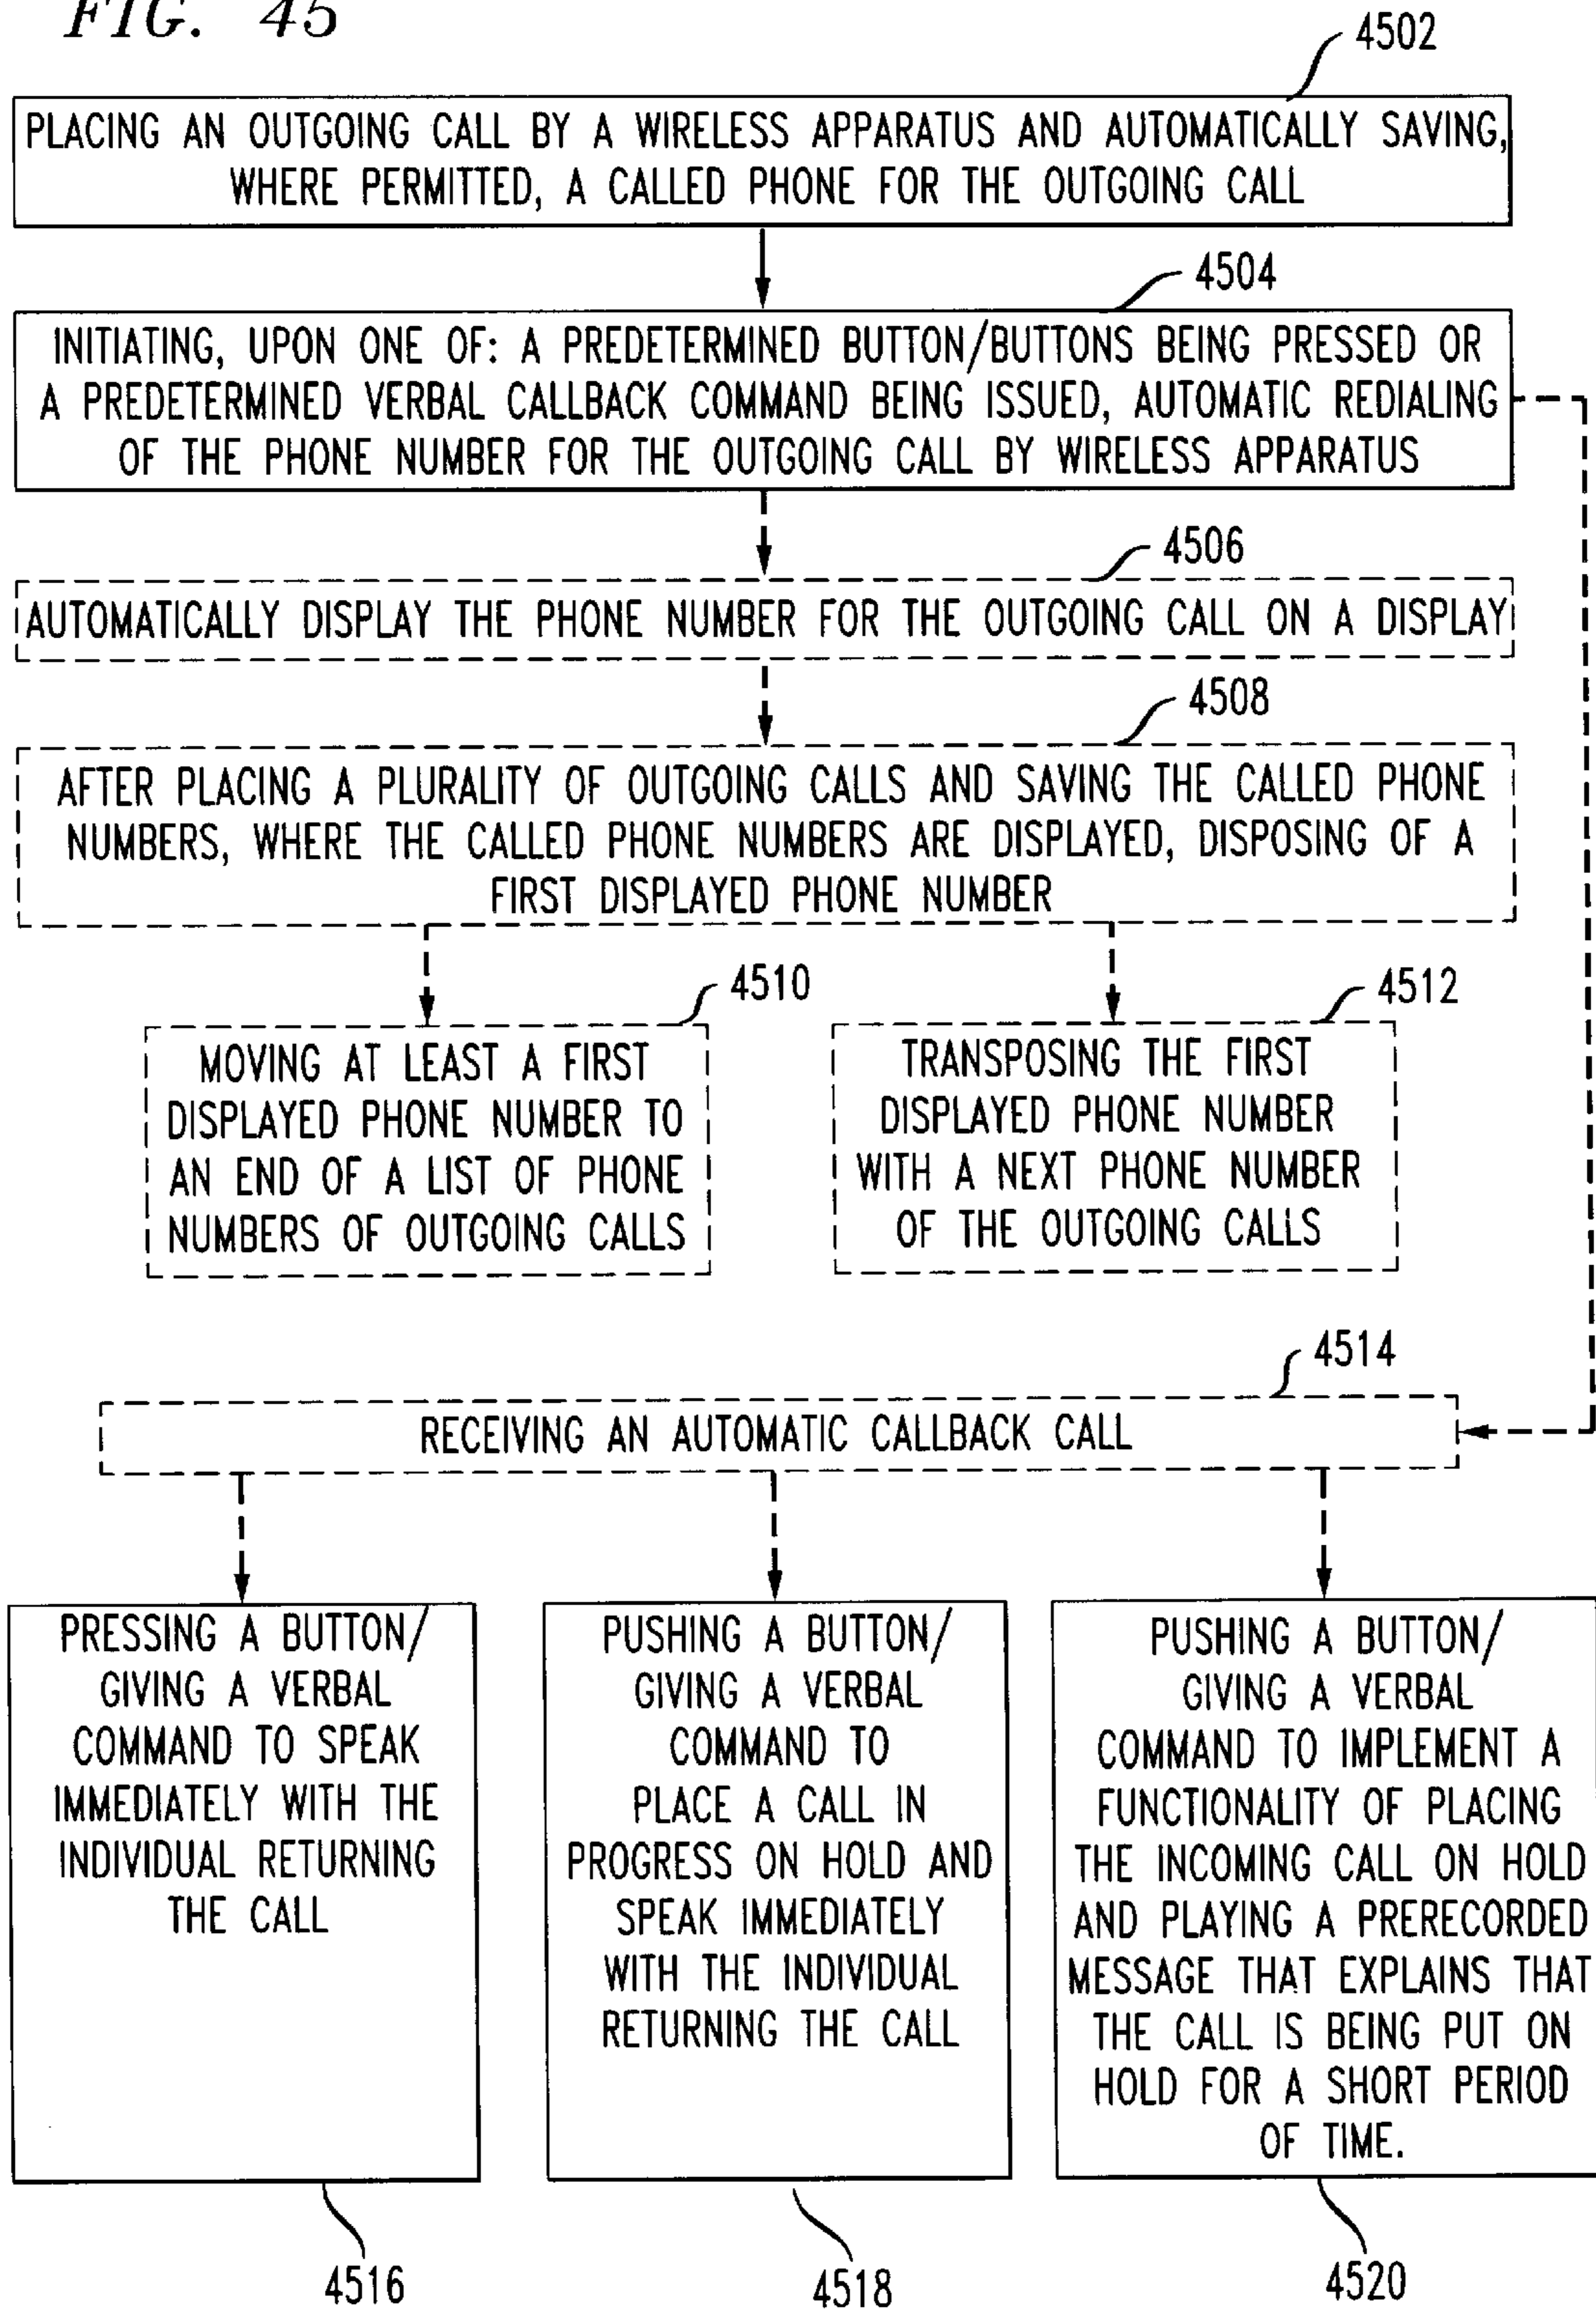 FIG. 45
4502
PLACING AN OUTGOING CALL BY A WIRELESS APPARATUS AND AUTOMATICALLY SAVING,
WHERE PERMITTED, A CALLED PHONE FOR THE OUTGOING CALL
4504
INITIATING, UPON ONE OF: A PREDETERMINED BUTTON/BUTTONS BEING PRESSED OR
A PREDETERMINED VERBAL CALLBACK COMMAND BEING ISSUED, AUTOMATIC REDIALING
OF THE PHONE NUMBER FOR THE OUTGOING CALL BY WIRELESS APPARATUS
4506
AUTOMATICALLY DISPLAY THE PHONE NUMBER FOR THE OUTGOING CALL ON A DISPLAY
4508
AFTER PLACING A PLURALITY OF OUTGOING CALLS AND SAVING THE CALLED PHONE
NUMBERS, WHERE THE CALLED PHONE NUMBERS ARE DISPLAYED, DISPOSING OF A
FIRST DISPLAYED PHONE NUMBER
4510
MOVING AT LEAST A FIRST
DISPLAYED PHONE NUMBER TO
AN END OF A LIST OF PHONE
NUMBERS OF OUTGOING CALLS
4512
TRANSPOSING THE FIRST
DISPLAYED PHONE NUMBER
WITH A NEXT PHONE NUMBER
OF THE OUTGOING CALLS
4514
RECEIVING AN AUTOMATIC CALLBACK CALL
PRESSING A BUTTON/
GIVING A VERBAL
COMMAND TO SPEAK
IMMEDIATELY WITH THE
INDIVIDUAL RETURNING
THE CALL
4516
PUSHING A BUTTON/
GIVING A VERBAL
COMMAND TO
PLACE A CALL IN
PROGRESS ON HOLD AND
SPEAK IMMEDIATELY
WITH THE INDIVIDUAL
RETURNING THE CALL
4518
PUSHING A BUTTON/
GIVING A VERBAL
COMMAND TO IMPLEMENT A
FUNCTIONALITY OF PLACING
THE INCOMING CALL ON HOLD
AND PLAYING A PRERECORDED
MESSAGE THAT EXPLAINS THAT
THE CALL IS BEING PUT ON
HOLD FOR A SHORT PERIOD
OF TIME.
4520